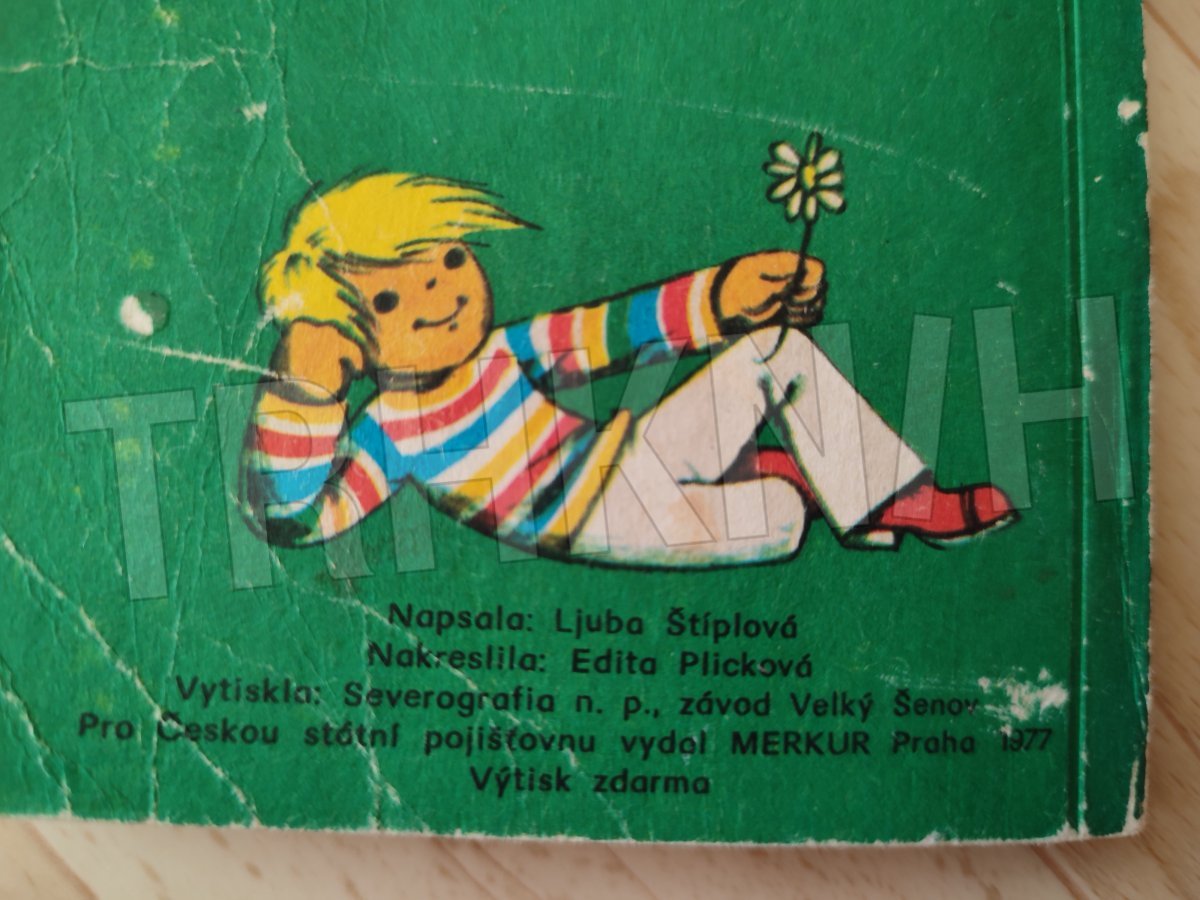 TRHKNIH
Napsala: Ljuba Štíplová
Nakreslila: Edita Plicková
Vytiskla: Severografia n. p., závod Velký Šenov
Pro Českou státní pojišťovnu vydal MERKUR Praha 1977
Výtisk zdarma